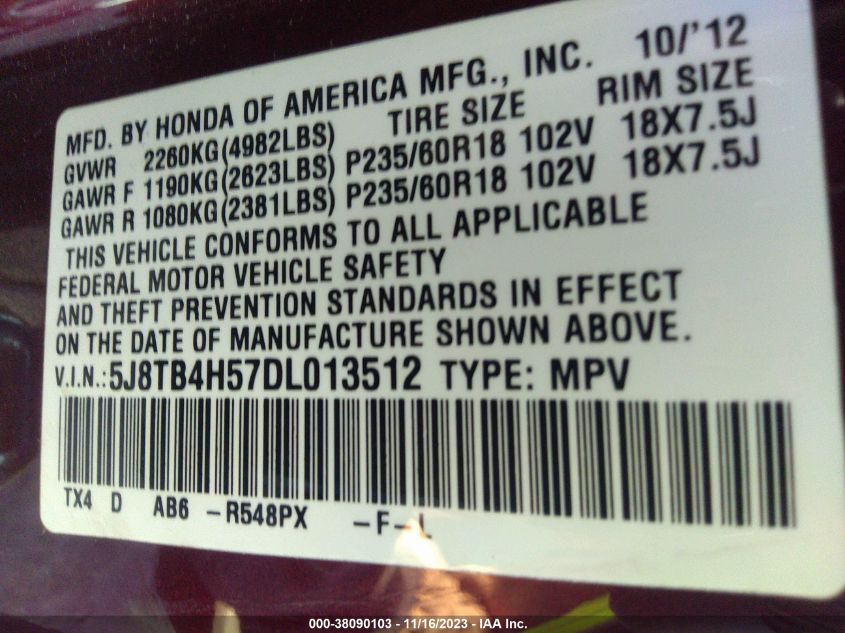 MFD. BY HONDA OF AMERICA MFG., INC. 10/'12
GVWR 2260KG(4982LBS) TIRE SIZE RIM SIZE
GAWR F 1190KG(2623LBS) P235/60R18 102V 18X7.5J
GAWR R 1080KG(2381LBS) P235/60R18 102V 18X7.5J
THIS VEHICLE CONFORMS TO ALL APPLICABLE
FEDERAL MOTOR VEHICLE SAFETY
AND THEFT PREVENTION STANDARDS IN EFFECT
ON THE DATE OF MANUFACTURE SHOWN ABOVE.
V.I.N.:5J8TB4H57DL013512 TYPE: MPV
TX4 D AB6 -R548PX -F-
000-38090103 - 11/16/2023 - IAA Inc.